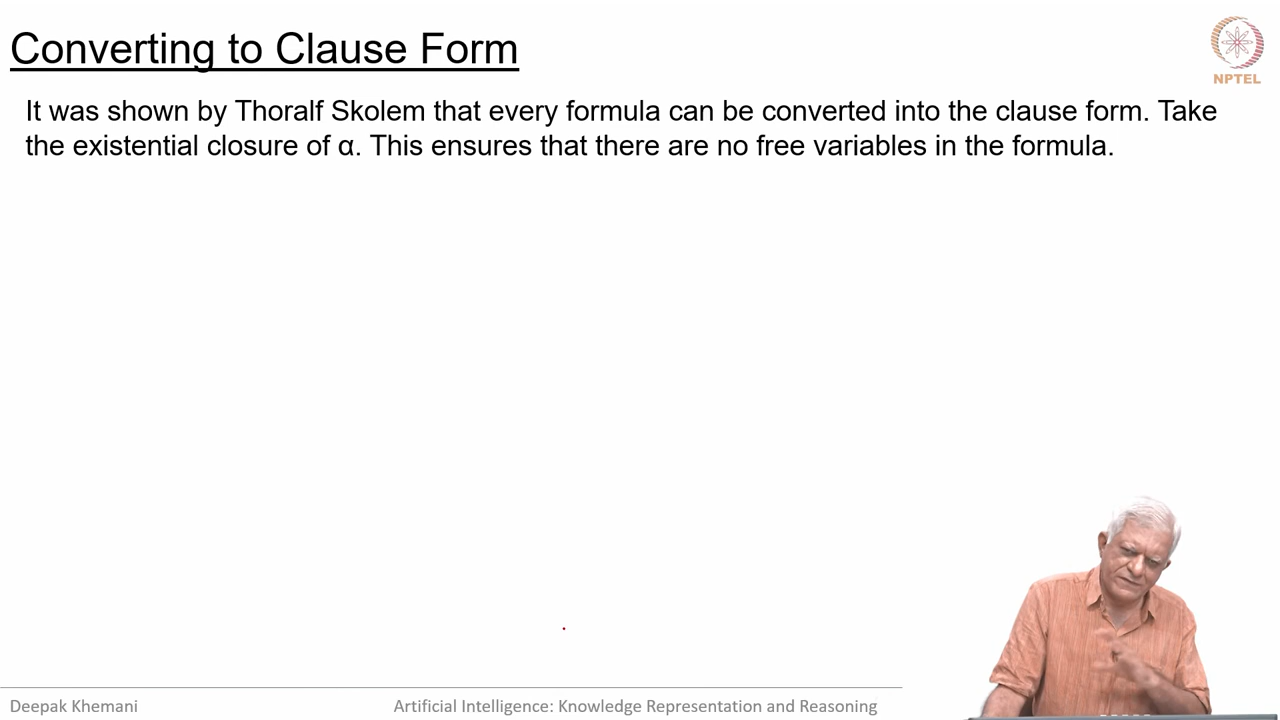 Converting to Clause Form
NPTEL
It was shown by Thoralf Skolem that every formula can be converted into the clause form. Take
the existential closure of α. This ensures that there are no free variables in the formula.
Deepak Khemani
Artificial Intelligence: Knowledge Representation and Reasoning